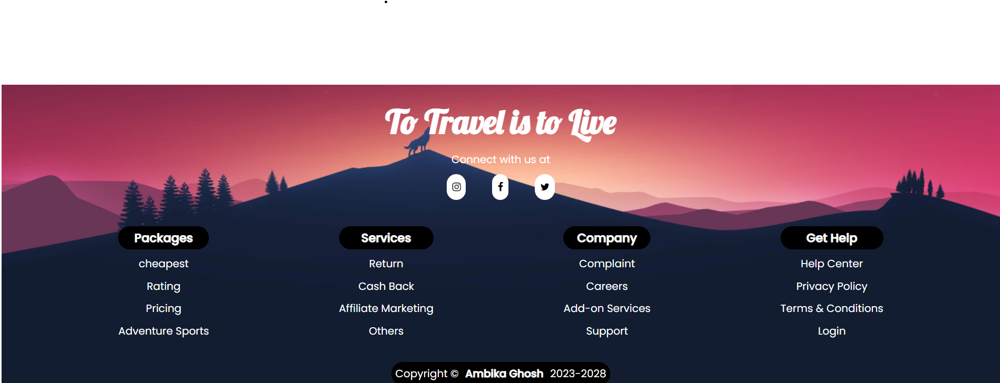 To Travel is to Live
Connect with us at
Packages
cheapest
Rating
Pricing
Adventure Sports
Services
Return
Cash Back
Affiliate Marketing
Others
Company
Complaint
Careers
Add-on Services
Support
Get Help
Help Center
Privacy Policy
Terms & Conditions
Login
Copyright © Ambika Ghosh 2023-2028